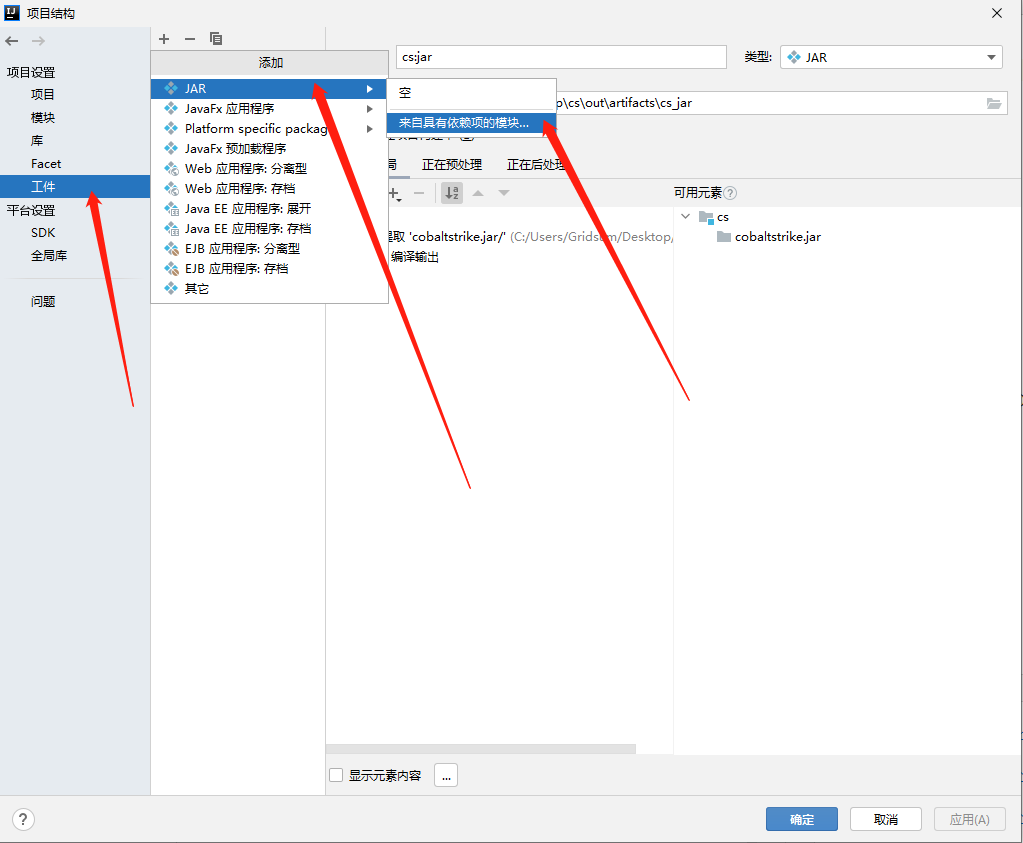 项目结构
项目设置
项目
模块
库
Facet
工件
平台设置
SDK
全局库
问题
添加
JAR
JavaFx 应用程序
Platform specific packag
JavaFx 预加载程序
Web 应用程序: 分离型
Web 应用程序: 存档
Java EE 应用程序: 展开
Java EE 应用程序: 存档
EJB 应用程序: 分离型
EJB 应用程序: 存档
其它
空
来自具有依赖项的模块...
cs:jar
类型:
JAR
p\cs\out\artifacts\cs_jar
局 正在预处理 正在后处理
可用元素
?
cs
cobaltstrike.jar
取 'cobaltstrike.jar/' (C:/Users/Gridsum/Desktop/
编译输出
显示元素内容
...
?
确定
取消
应用(A)